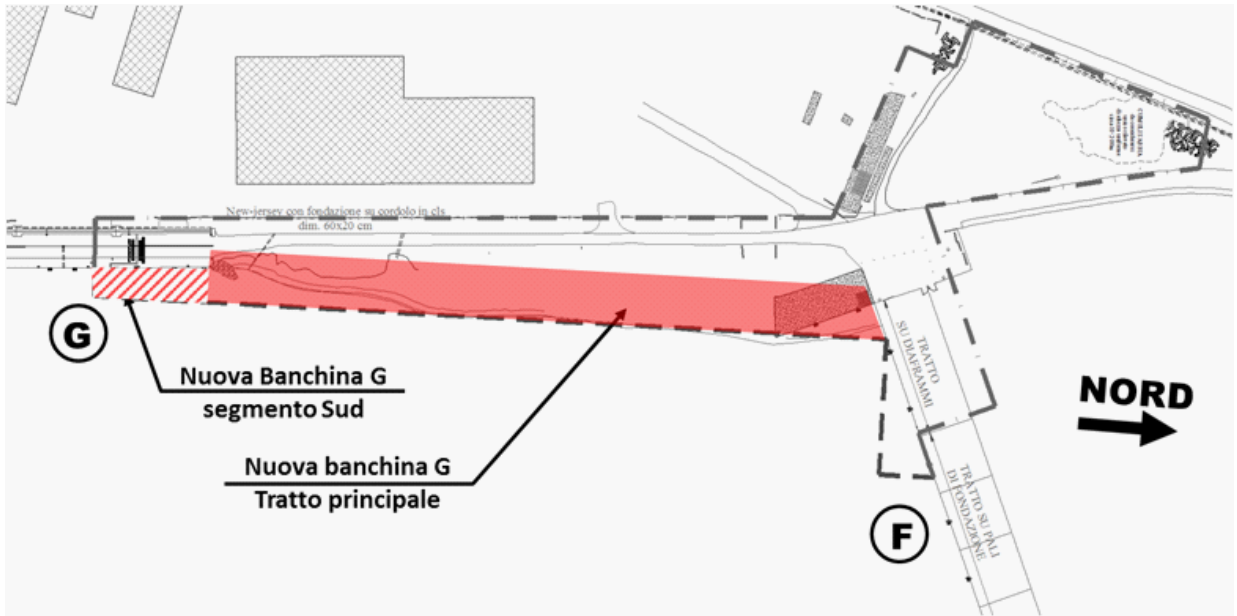 New-jersey con fondazione su cordolo in cls
dim. 60x20 cm
G
Nuova Banchina G
segmento Sud
Nuova banchina G
Tratto principale
F
TRATTO
SU DIAFRAMMI
TRATTO SU PALI
DI FONDAZIONE
NORD